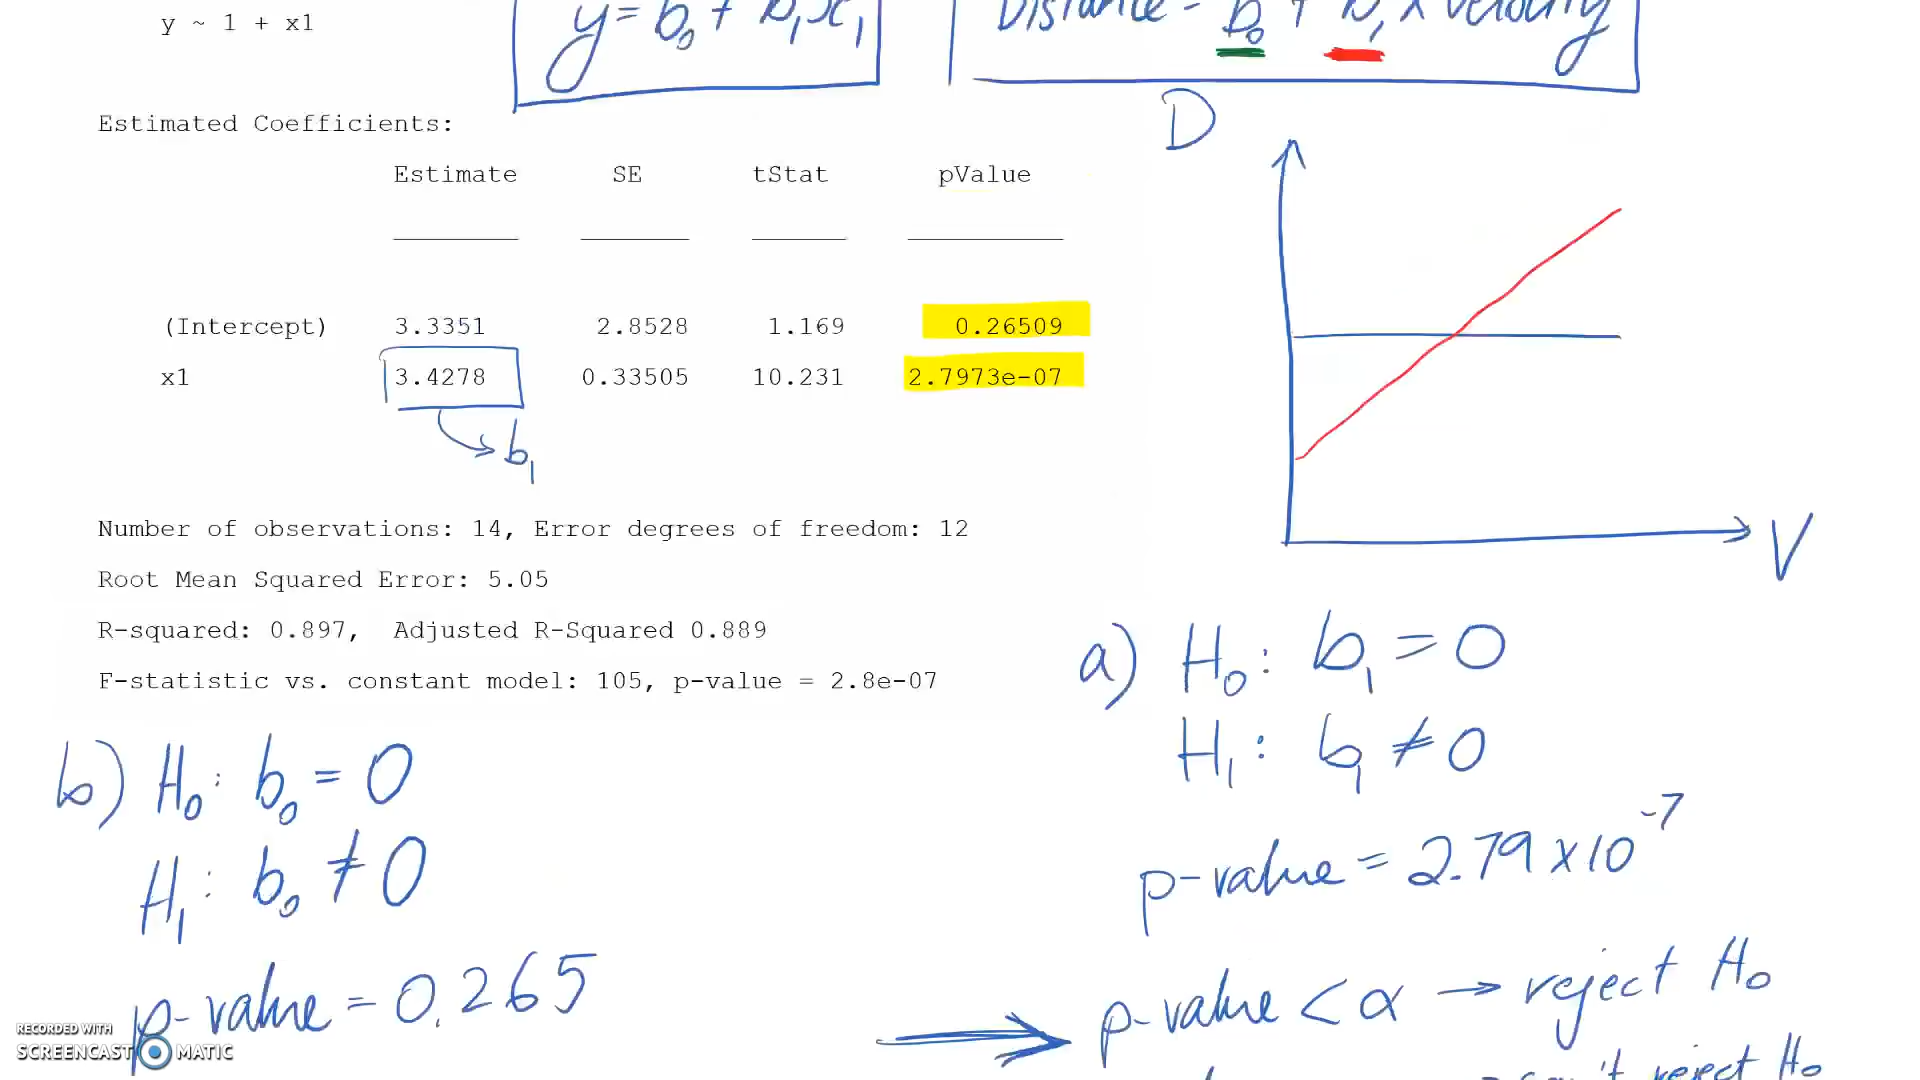 y ~ 1 + x1
y = b₀ + b₁x₁
Distance = b₀ + b₁ x velocity
Estimated Coefficients:
Estimate SE tStat pValue
(Intercept) 3.3351 2.8528 1.169 0.26509
x1 3.4278 0.33505 10.231 2.7973e-07
b₁
D
V
Number of observations: 14, Error degrees of freedom: 12
Root Mean Squared Error: 5.05
R-squared: 0.897, Adjusted R-Squared 0.889
F-statistic vs. constant model: 105, p-value = 2.8e-07
a) H₀: b₁ = 0
H₁: b₁ ≠ 0
p-value = 2.79 x 10⁻⁷
p-value < α → reject H₀
reject H₀
b) H₀: b₀ = 0
H₁: b₀ ≠ 0
p-value = 0.265
RECORDED WITH
SCREENCAST MATIC